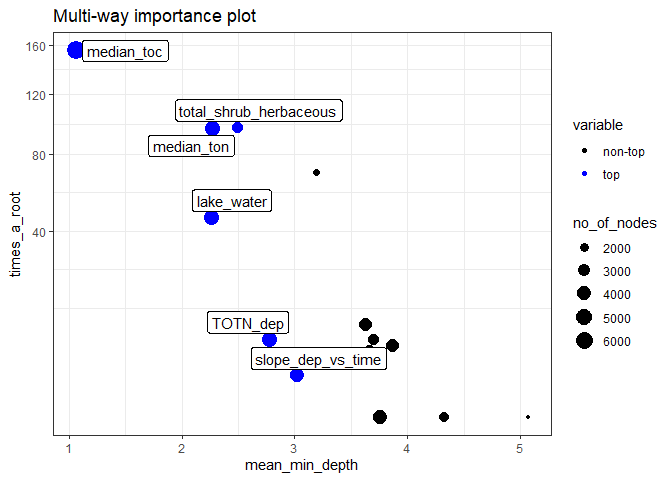 Multi-way importance plot
160
120
80
40
times_a_root
median_toc
total_shrub_herbaceous
median_ton
lake_water
TOTN_dep
slope_dep_vs_time
1
2
3
4
5
mean_min_depth
variable
non-top
top
no_of_nodes
2000
3000
4000
5000
6000